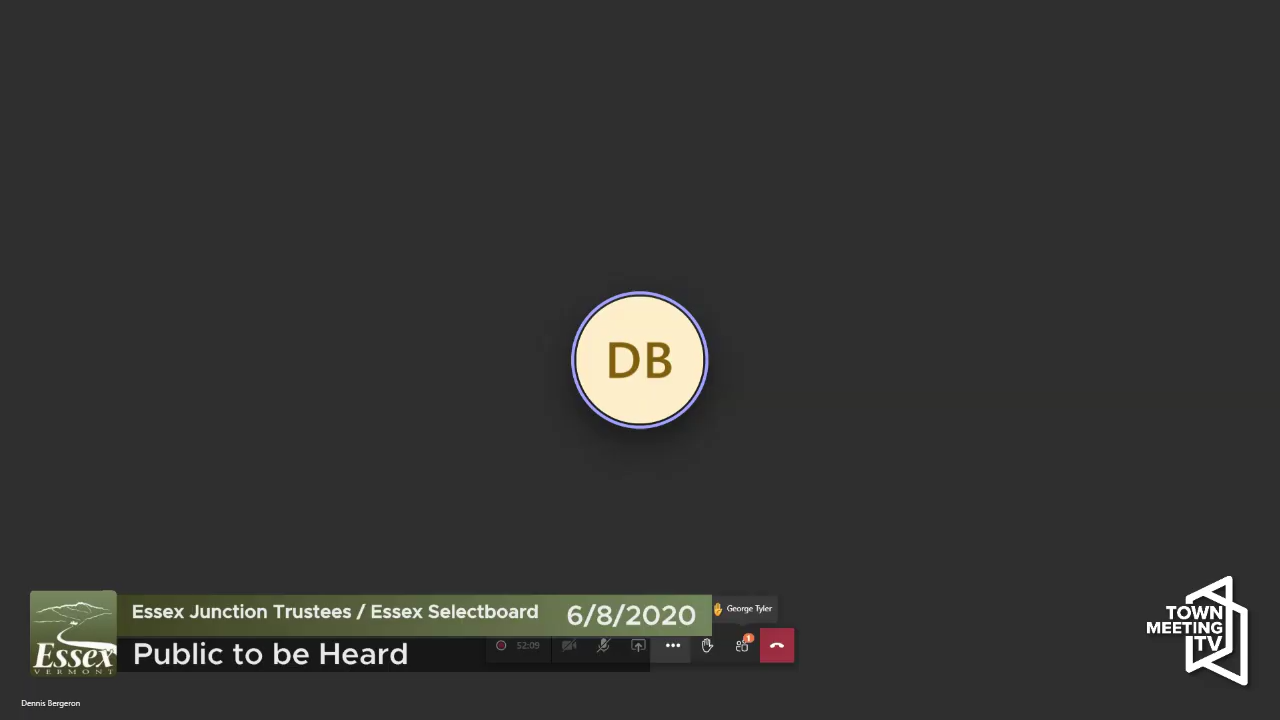 DB
Essex Junction Trustees / Essex Selectboard
6/8/2020
George Tyler
Essex
VERMONT
Public to be Heard
52:09
1
TOWN
MEETING
TV
Dennis Bergeron